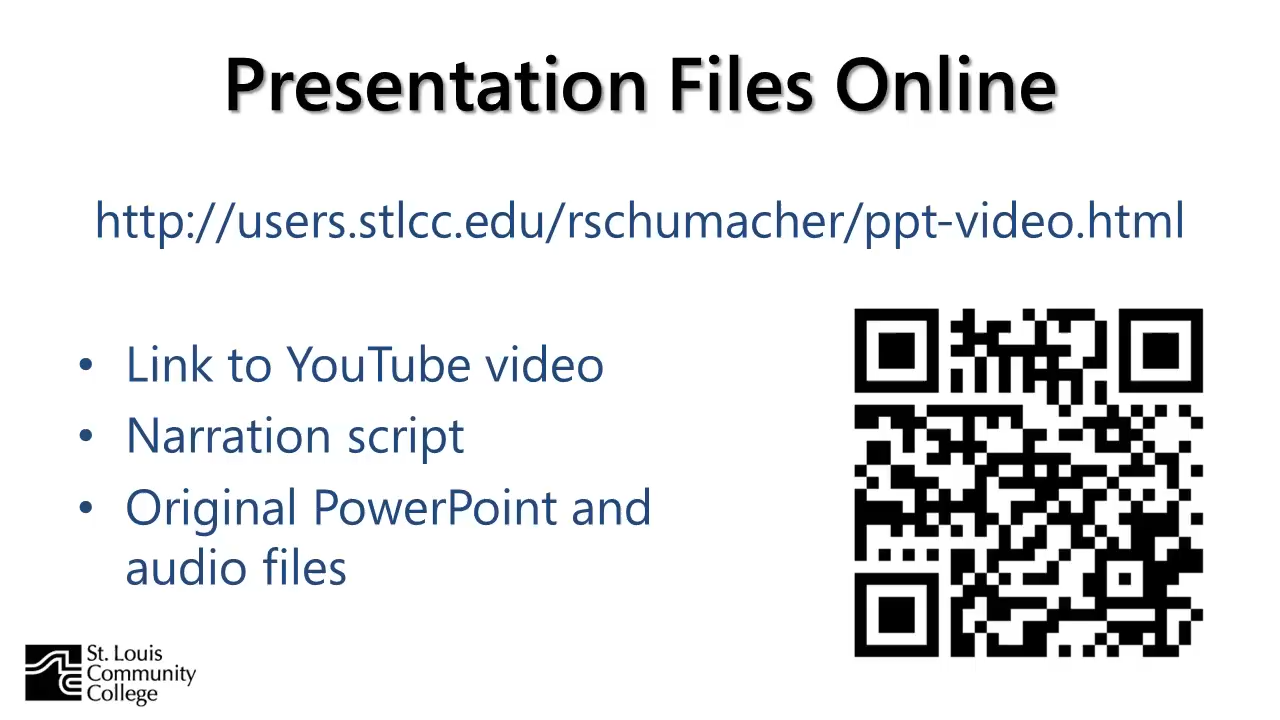 Presentation Files Online
http://users.stlcc.edu/rschumacher/ppt-video.html
• Link to YouTube video
• Narration script
• Original PowerPoint and
audio files
St. Louis
Community
College